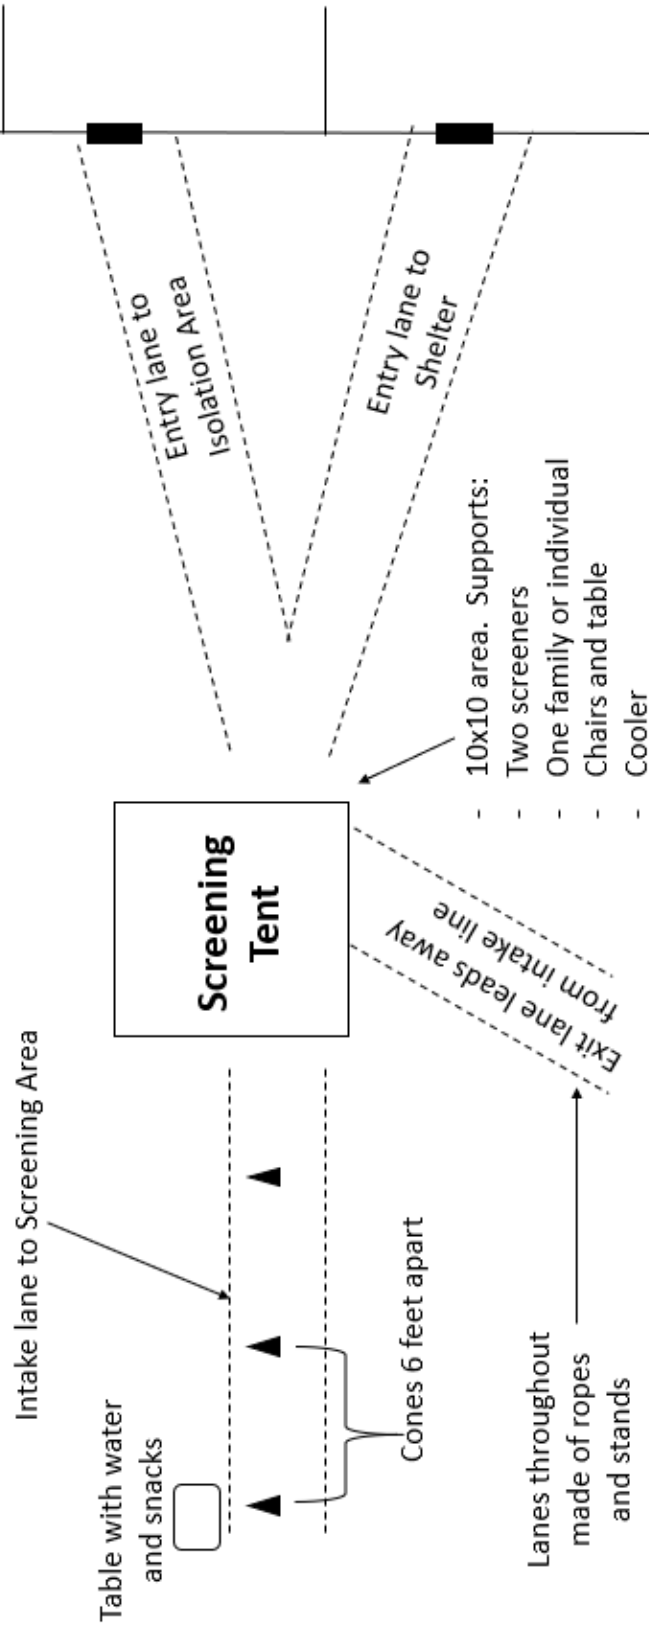 Intake lane to Screening Area
Table with water
and snacks
Cones 6 feet apart
Lanes throughout
made of ropes
and stands
Screening
Tent
Exit lane leads away
from intake line
- 10x10 area. Supports:
- Two screeners
- One family or individual
- Chairs and table
- Cooler
Entry lane to
Isolation Area
Entry lane to
Shelter